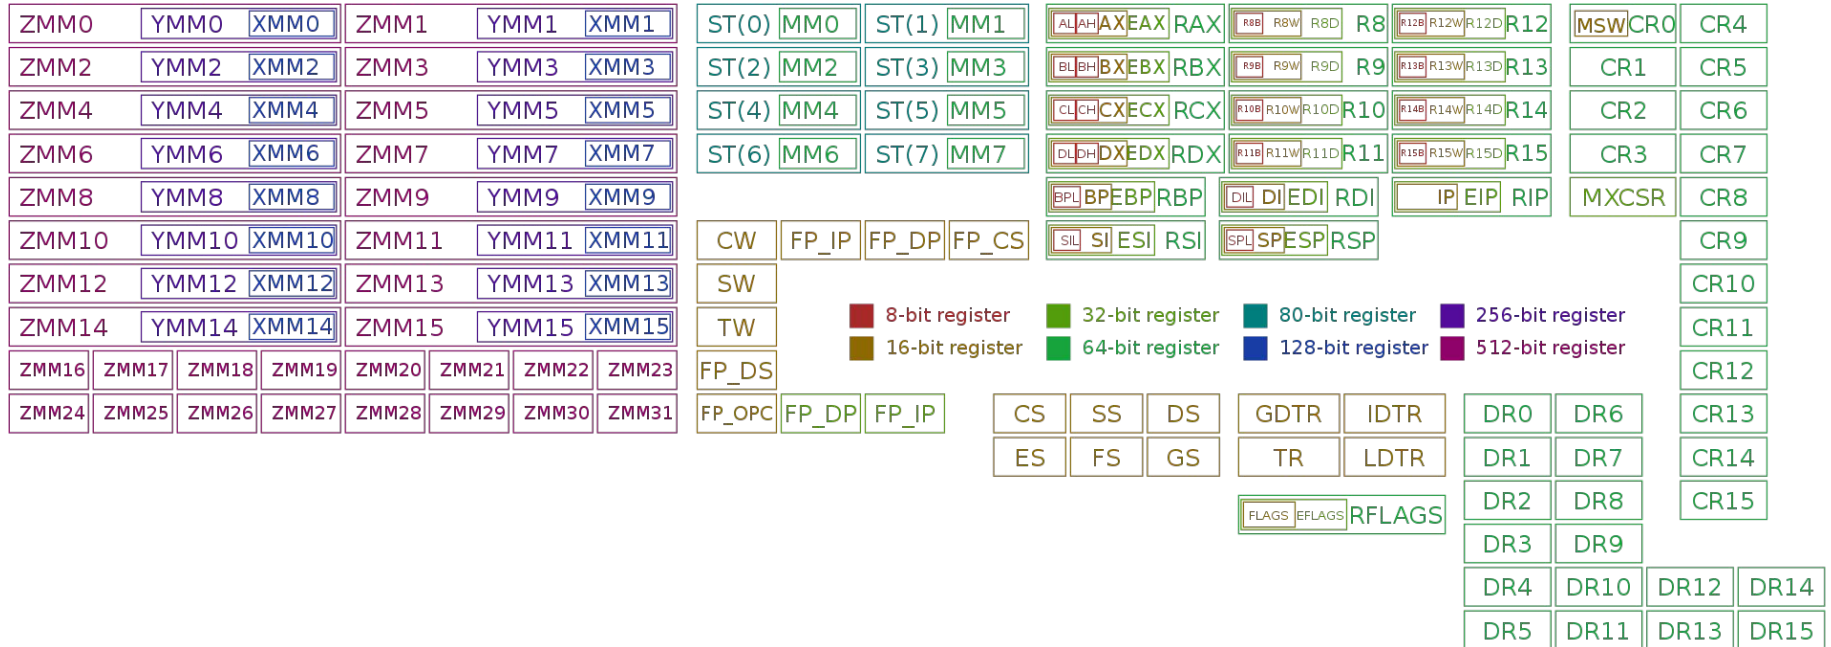 ZMM0 YMM0 XMM0 ZMM1 YMM1 XMM1 ST(0) MM0 ST(1) MM1 AL AH AX EAX RAX R8B R8W R8D R8 R12B R12W R12D R12 MSW CR0 CR4
ZMM2 YMM2 XMM2 ZMM3 YMM3 XMM3 ST(2) MM2 ST(3) MM3 BL BH BX EBX RBX R9B R9W R9D R9 R13B R13W R13D R13 CR1 CR5
ZMM4 YMM4 XMM4 ZMM5 YMM5 XMM5 ST(4) MM4 ST(5) MM5 CL CH CX ECX RCX R10B R10W R10D R10 R14B R14W R14D R14 CR2 CR6
ZMM6 YMM6 XMM6 ZMM7 YMM7 XMM7 ST(6) MM6 ST(7) MM7 DL DH DX EDX RDX R11B R11W R11D R11 R15B R15W R15D R15 CR3 CR7
ZMM8 YMM8 XMM8 ZMM9 YMM9 XMM9 BPL BP EBP RBP DIL DI EDI RDI IP EIP RIP MXCSR CR8
ZMM10 YMM10 XMM10 ZMM11 YMM11 XMM11 CW FP_IP FP_DP FP_CS SIL SI ESI RSI SPL SP ESP RSP CR9
ZMM12 YMM12 XMM12 ZMM13 YMM13 XMM13 SW CR10
8-bit register 32-bit register 80-bit register 256-bit register
ZMM14 YMM14 XMM14 ZMM15 YMM15 XMM15 TW CR11
16-bit register 64-bit register 128-bit register 512-bit register
ZMM16 ZMM17 ZMM18 ZMM19 ZMM20 ZMM21 ZMM22 ZMM23 FP_DS CR12
ZMM24 ZMM25 ZMM26 ZMM27 ZMM28 ZMM29 ZMM30 ZMM31 FP_OPC FP_DP FP_IP CS SS DS GDTR IDTR DR0 DR6 CR13
ES FS GS TR LDTR DR1 DR7 CR14
FLAGS EFLAGS RFLAGS DR2 DR8 CR15
DR3 DR9
DR4 DR10 DR12 DR14
DR5 DR11 DR13 DR15